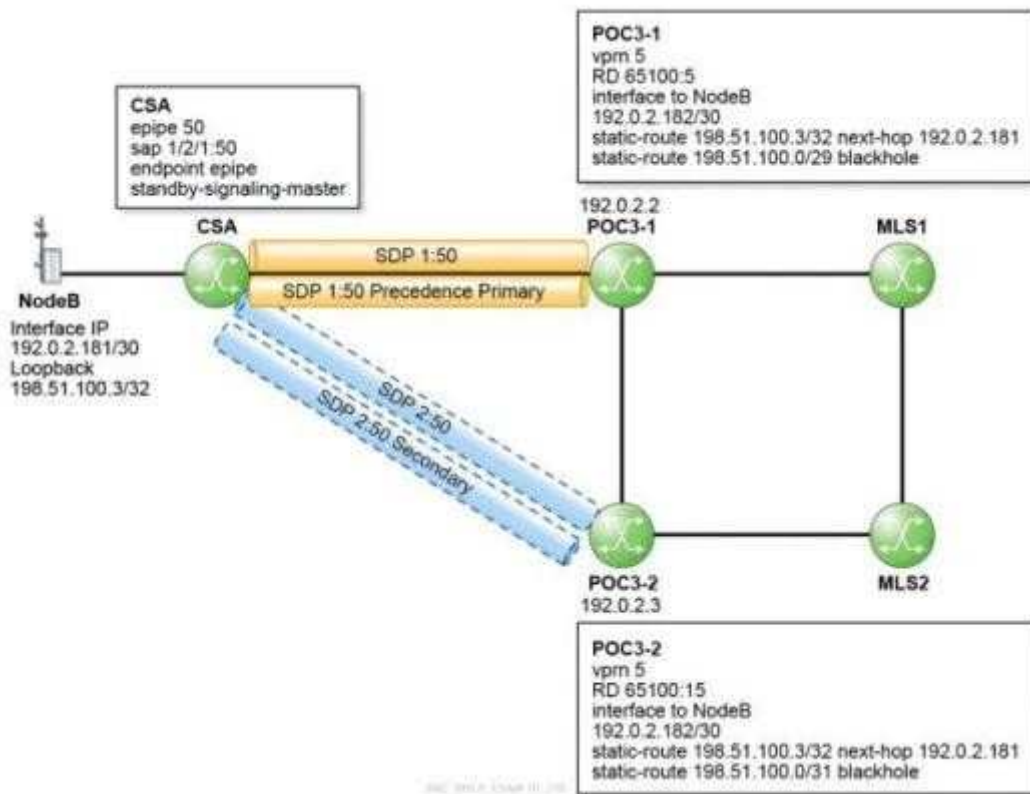 POC3-1
vprn 5
RD 65100:5
interface to NodeB
192.0.2.182/30
static-route 198.51.100.3/32 next-hop 192.0.2.181
static-route 198.51.100.0/29 blackhole
CSA
epipe 50
sap 1/2/1:50
endpoint epipe
standby-signaling-master
CSA
192.0.2.2
POC3-1
MLS1
SDP 1:50
SDP 1:50 Precedence Primary
NodeB
Interface IP
192.0.2.181/30
Loopback
198.51.100.3/32
SDP 2:50
SDP 2:50 Secondary
POC3-2
192.0.2.3
MLS2
POC3-2
vprn 5
RD 65100:15
interface to NodeB
192.0.2.182/30
static-route 198.51.100.3/32 next-hop 192.0.2.181
static-route 198.51.100.0/31 blackhole